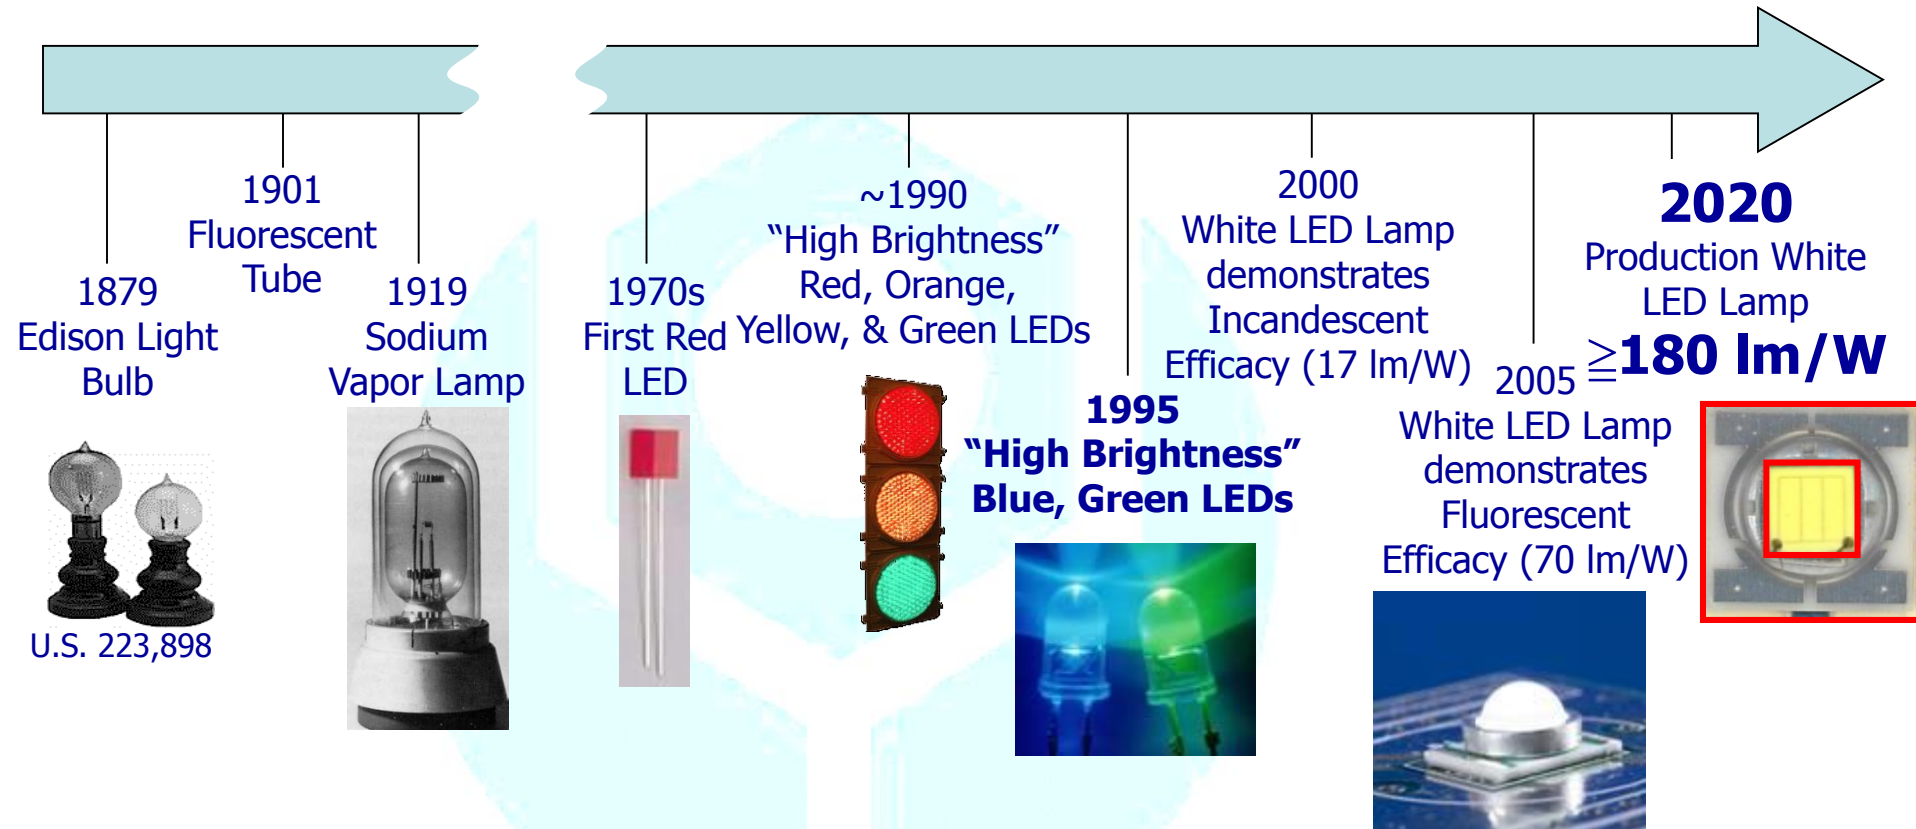 1879
Edison Light
Bulb
U.S. 223,898
1901
Fluorescent
Tube
1919
Sodium
Vapor Lamp
1970s
First Red
LED
~1990
“High Brightness”
Red, Orange,
Yellow, & Green LEDs
1995
“High Brightness”
Blue, Green LEDs
2000
White LED Lamp
demonstrates
Incandescent
Efficacy (17 lm/W)
2005
White LED Lamp
demonstrates
Fluorescent
Efficacy (70 lm/W)
2020
Production White
LED Lamp
≧180 lm/W